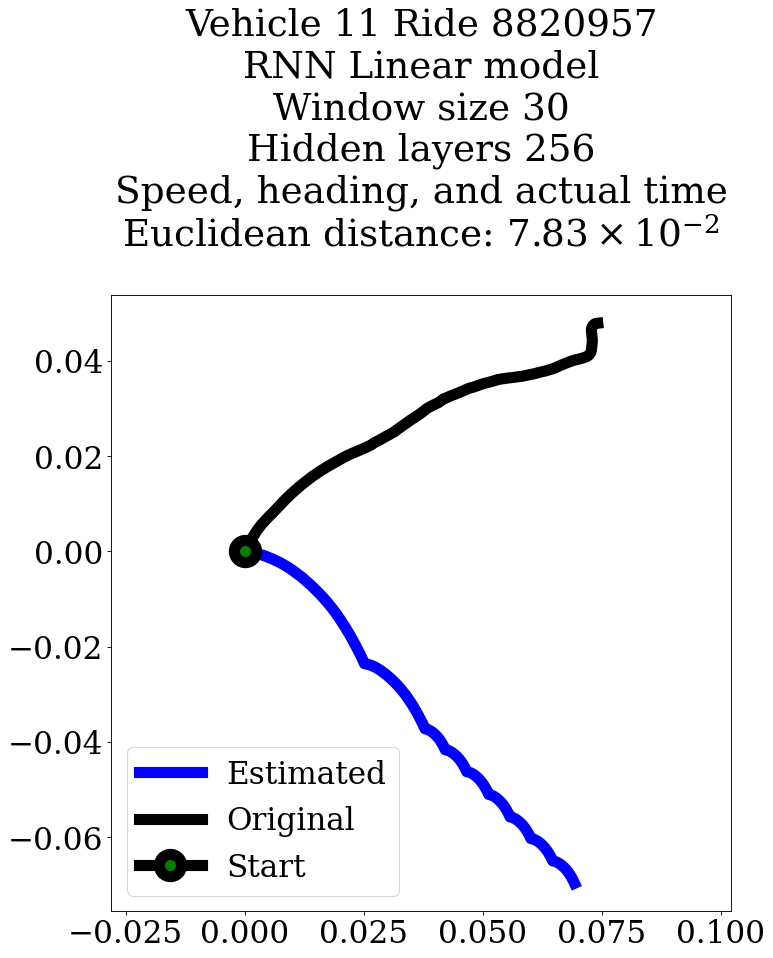 Vehicle 11 Ride 8820957
RNN Linear model
Window size 30
Hidden layers 256
Speed, heading, and actual time
Euclidean distance: 7.83 × 10⁻²
0.04
0.02
0.00
−0.02
−0.04
−0.06
Estimated
Original
Start
−0.025 0.000 0.025 0.050 0.075 0.100